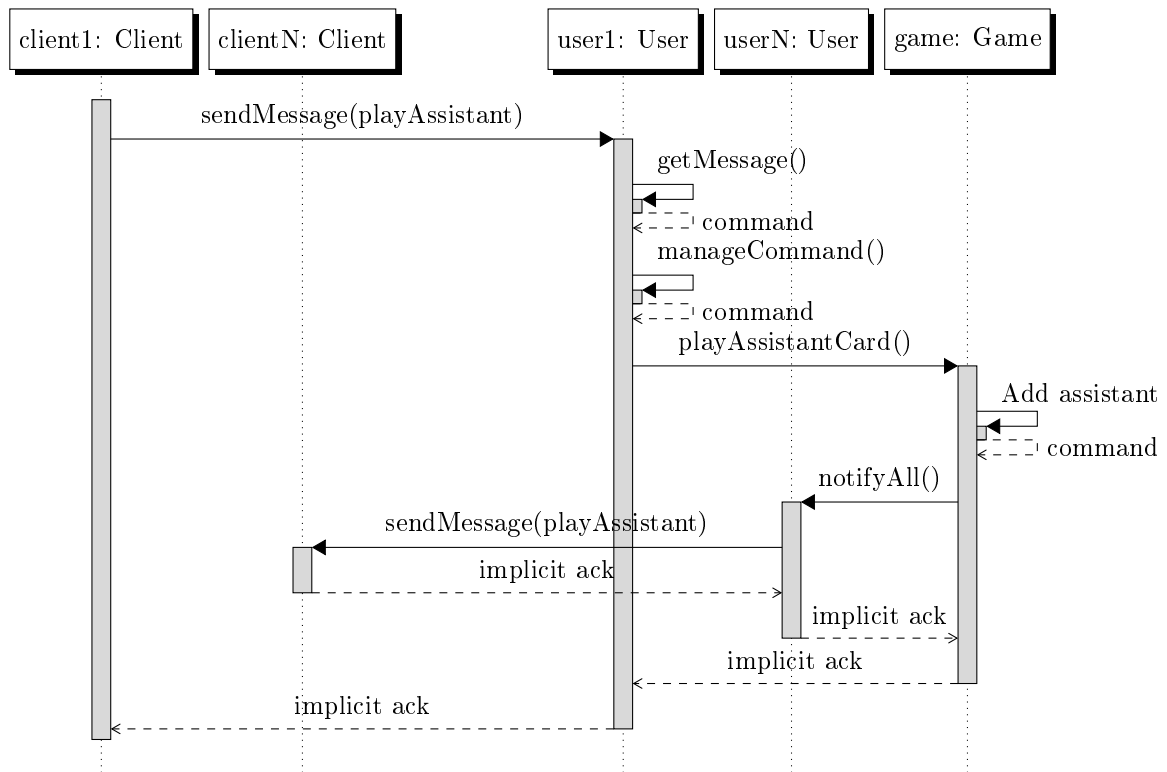 client1: Client
clientN: Client
user1: User
userN: User
game: Game
sendMessage(playAssistant)
getMessage()
command
manageCommand()
command
playAssistantCard()
Add assistant
command
notifyAll()
sendMessage(playAssistant)
implicit ack
implicit ack
implicit ack
implicit ack